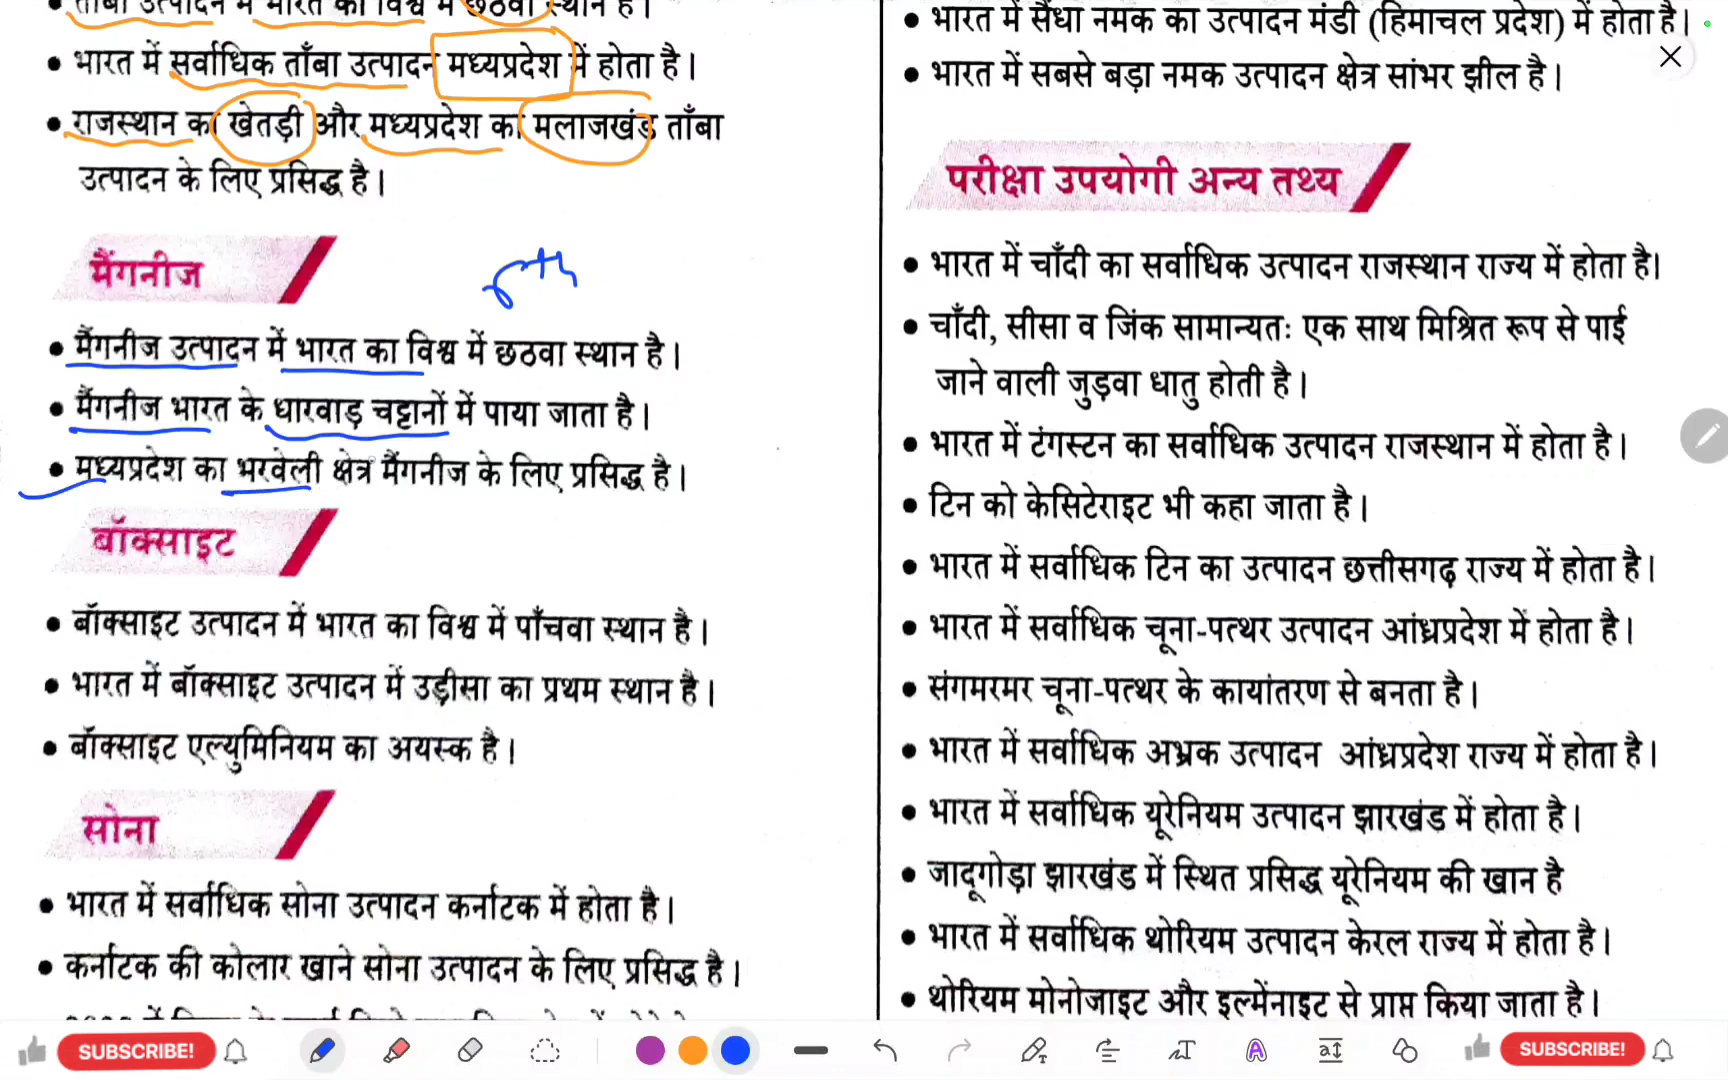 ताँबा उत्पादन में भारत का विश्व में छठवा स्थान है।
भारत में सर्वाधिक ताँबा उत्पादन मध्यप्रदेश में होता है।
राजस्थान का खेतड़ी और मध्यप्रदेश का मलाजखंड ताँबा
उत्पादन के लिए प्रसिद्ध है।
मैंगनीज
6th
मैंगनीज उत्पादन में भारत का विश्व में छठवा स्थान है।
मैंगनीज भारत के धारवाड़ चट्टानों में पाया जाता है।
मध्यप्रदेश का भरवेली क्षेत्र मैंगनीज के लिए प्रसिद्ध है।
बॉक्साइट
बॉक्साइट उत्पादन में भारत का विश्व में पाँचवा स्थान है।
भारत में बॉक्साइट उत्पादन में उड़ीसा का प्रथम स्थान है।
बॉक्साइट एल्युमिनियम का अयस्क है।
सोना
भारत में सर्वाधिक सोना उत्पादन कर्नाटक में होता है।
कर्नाटक की कोलार खाने सोना उत्पादन के लिए प्रसिद्ध है।
भारत में सैंधा नमक का उत्पादन मंडी (हिमाचल प्रदेश) में होता है।
भारत में सबसे बड़ा नमक उत्पादन क्षेत्र सांभर झील है।
परीक्षा उपयोगी अन्य तथ्य
भारत में चाँदी का सर्वाधिक उत्पादन राजस्थान राज्य में होता है।
चाँदी, सीसा व जिंक सामान्यतः एक साथ मिश्रित रूप से पाई
जाने वाली जुड़वा धातु होती है।
भारत में टंगस्टन का सर्वाधिक उत्पादन राजस्थान में होता है।
टिन को केसिटेराइट भी कहा जाता है।
भारत में सर्वाधिक टिन का उत्पादन छत्तीसगढ़ राज्य में होता है।
भारत में सर्वाधिक चूना-पत्थर उत्पादन आंध्रप्रदेश में होता है।
संगमरमर चूना-पत्थर के कायांतरण से बनता है।
भारत में सर्वाधिक अभ्रक उत्पादन आंध्रप्रदेश राज्य में होता है।
भारत में सर्वाधिक यूरेनियम उत्पादन झारखंड में होता है।
जादूगोड़ा झारखंड में स्थित प्रसिद्ध यूरेनियम की खान है
भारत में सर्वाधिक थोरियम उत्पादन केरल राज्य में होता है।
थोरियम मोनोजाइट और इल्मेंनाइट से प्राप्त किया जाता है।
SUBSCRIBE!
SUBSCRIBE!